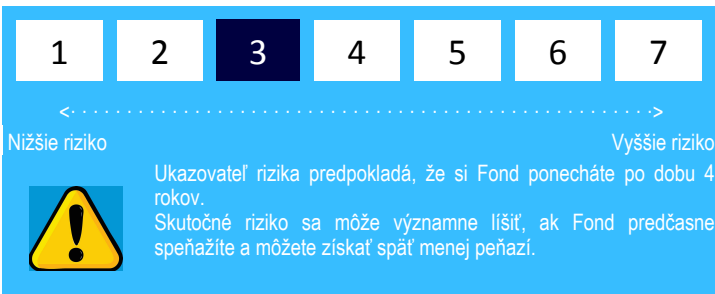 1 2 3 4 5 6 7
Nižšie riziko Vyššie riziko
Ukazovateľ rizika predpokladá, že si Fond ponecháte po dobu 4
rokov.
Skutočné riziko sa môže významne líšiť, ak Fond predčasne
speňažíte a môžete získať späť menej peňazí.